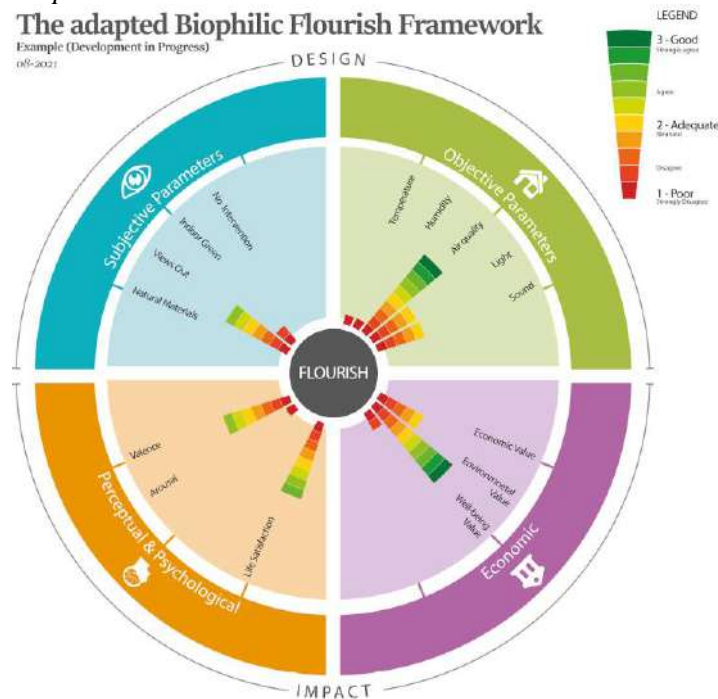 The adapted Biophilic Flourish Framework
Example (Development in Progress)
08-2021
LEGEND
3 - Good
Strongly agree
Agree
2 - Adequate
Neutral
Disagree
1 - Poor
Strongly Disagree
DESIGN
Subjective Parameters
No Intervention
Indoor Green
Views Out
Natural Materials
Objective Parameters
Temperature
Humidity
Air quality
Light
Sound
FLOURISH
Perceptual & Psychological
Valence
Arousal
Life Satisfaction
Economic
Economic Value
Environmental
Value
Well-being
Value
IMPACT